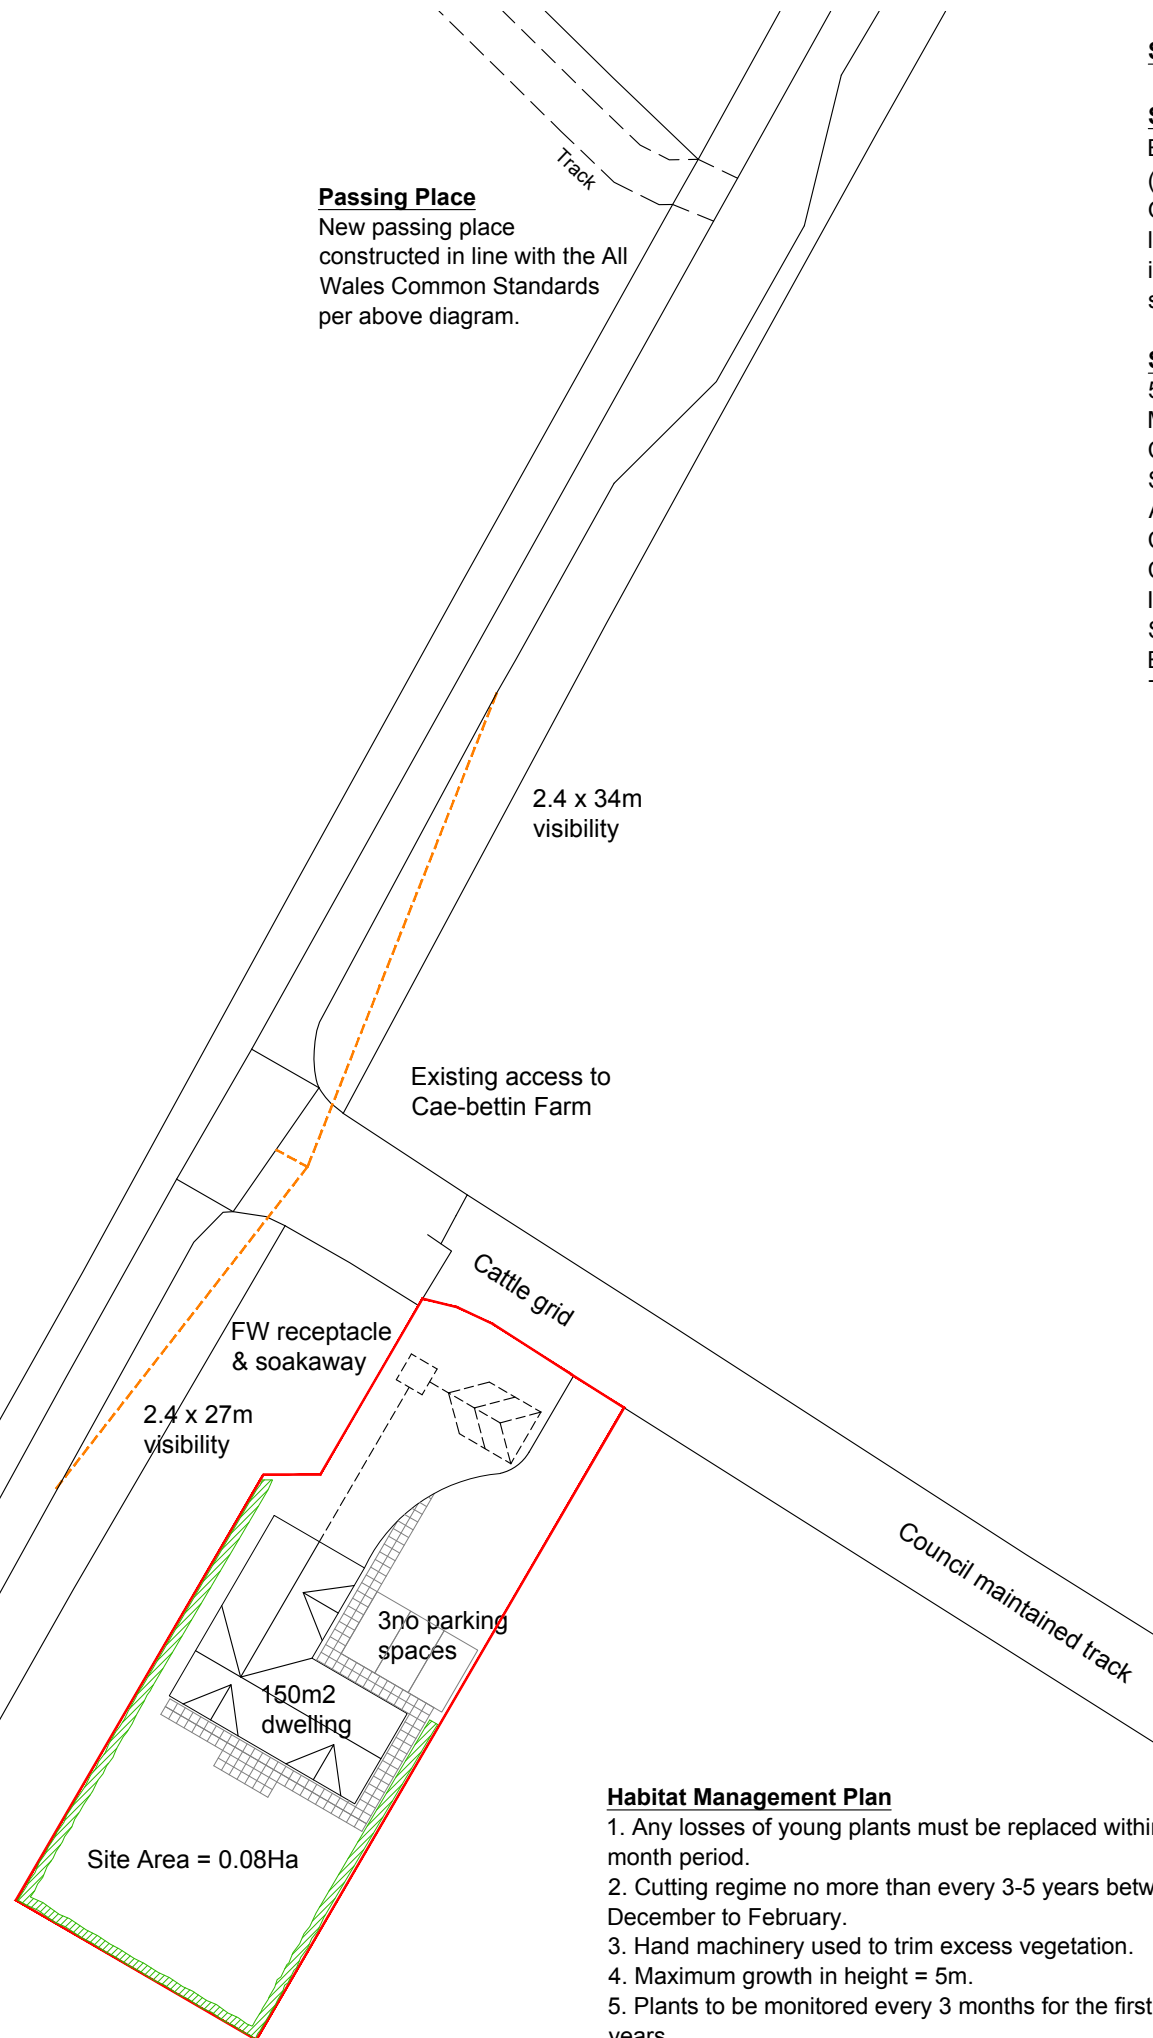 Track
Passing Place
New passing place
constructed in line with the All
Wales Common Standards
per above diagram.
2.4 x 34m
visibility
Existing access to
Cae-bettin Farm
Cattle grid
FW receptacle
& soakaway
2.4 x 27m
visibility
Council maintained track
3no parking
spaces
150m2
dwelling
Site Area = 0.08Ha
Habitat Management Plan
1. Any losses of young plants must be replaced within
month period.
2. Cutting regime no more than every 3-5 years
December to February.
3. Hand machinery used to trim excess vegetation.
4. Maximum growth in height = 5m.
5. Plants to be monitored every 3 months for the first
years